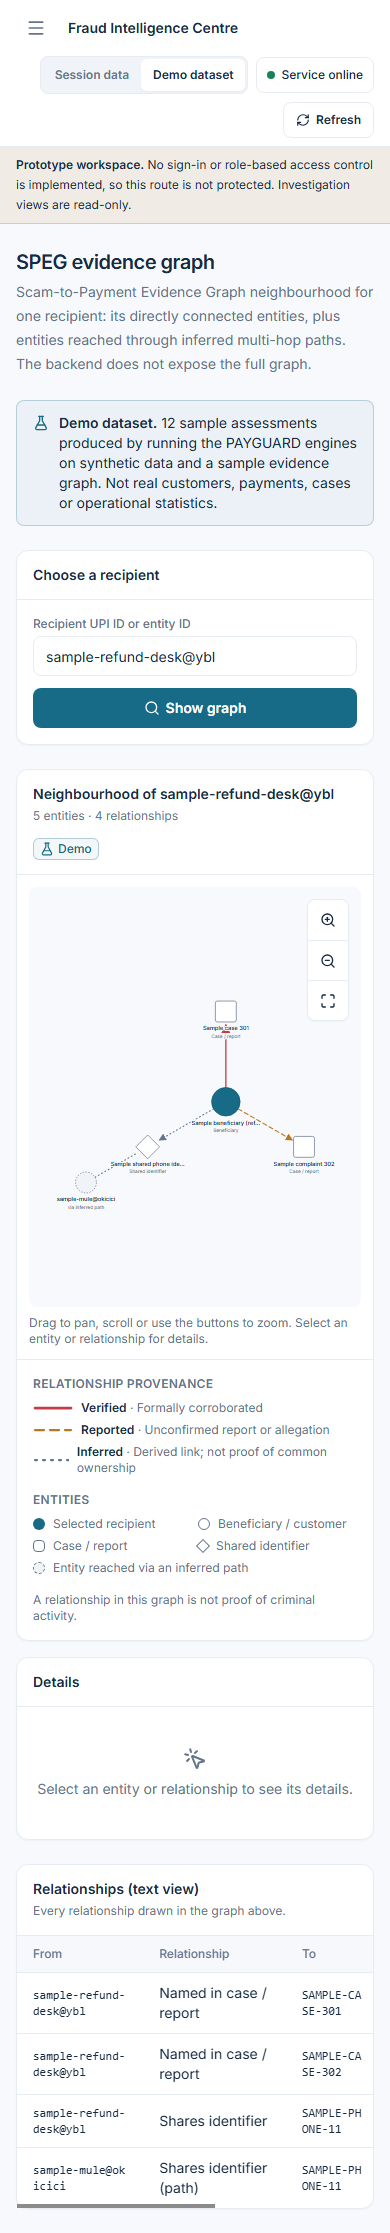 Fraud Intelligence Centre
Session data
Demo dataset
Service online
Refresh
Prototype workspace. No sign-in or role-based access control
is implemented, so this route is not protected. Investigation
views are read-only.
SPEG evidence graph
Scam-to-Payment Evidence Graph neighbourhood for
one recipient: its directly connected entities, plus
entities reached through inferred multi-hop paths.
The backend does not expose the full graph.
Demo dataset. 12 sample assessments
produced by running the PAYGUARD engines
on synthetic data and a sample evidence
graph. Not real customers, payments, cases
or operational statistics.
Choose a recipient
Recipient UPI ID or entity ID
sample-refund-desk@ybl
Show graph
Neighbourhood of sample-refund-desk@ybl
5 entities · 4 relationships
Demo
Sample case 301
Case / report
Sample beneficiary (ref...
Beneficiary
Sample shared phone ide...
Shared identifier
Sample complaint 302
Case / report
sample-mule@okicici
via inferred path
Drag to pan, scroll or use the buttons to zoom. Select an
entity or relationship for details.
RELATIONSHIP PROVENANCE
Verified · Formally corroborated
Reported · Unconfirmed report or allegation
Inferred · Derived link; not proof of common
ownership
ENTITIES
Selected recipient
Beneficiary / customer
Case / report
Shared identifier
Entity reached via an inferred path
A relationship in this graph is not proof of criminal
activity.
Details
Select an entity or relationship to see its details.
Relationships (text view)
Every relationship drawn in the graph above.
From Relationship To
sample-refund- Named in case / SAMPLE-CA
desk@ybl report SE-301
sample-refund- Named in case / SAMPLE-CA
desk@ybl report SE-302
sample-refund- Shares identifier SAMPLE-PH
desk@ybl ONE-11
sample-mule@ok Shares identifier SAMPLE-PH
icici (path) ONE-11